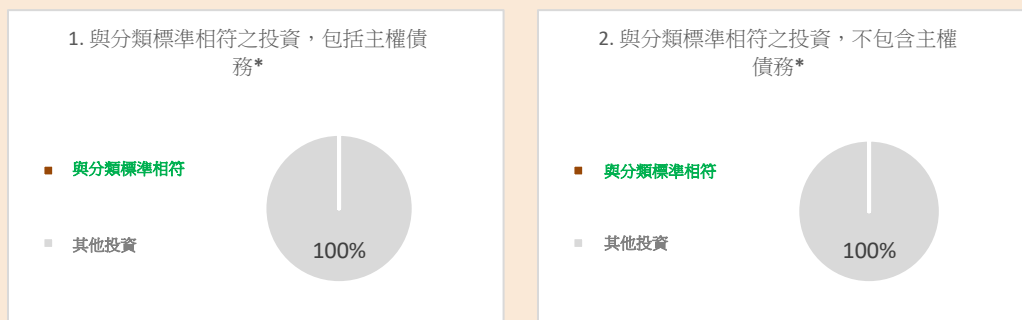 1. 與分類標準相符之投資，包括主權債
務*
與分類標準相符
其他投資
100%
2. 與分類標準相符之投資，不包含主權
債務*
與分類標準相符
其他投資
100%